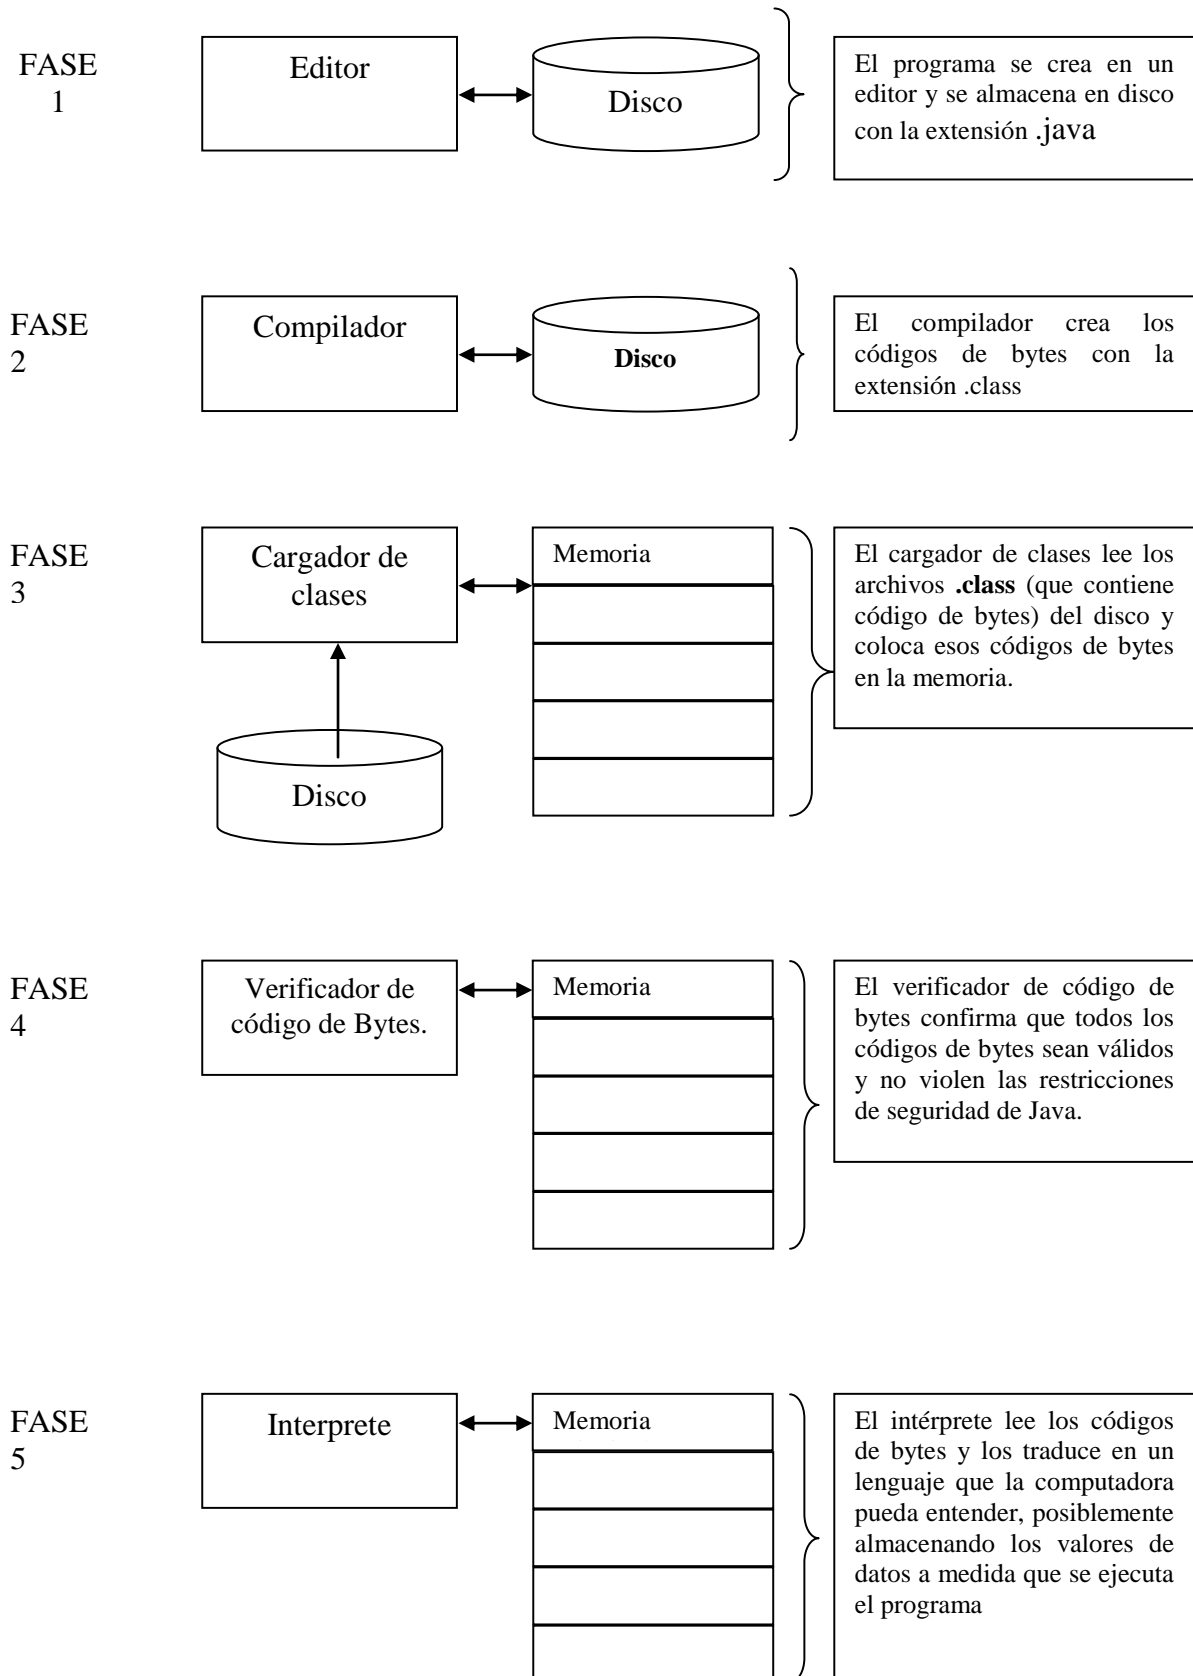 FASE
1
Editor
Disco
El programa se crea en un
editor y se almacena en disco
con la extensión .java
FASE
2
Compilador
Disco
El compilador crea los
códigos de bytes con la
extensión .class
FASE
3
Cargador de
clases
Disco
Memoria
El cargador de clases lee los
archivos .class (que contiene
código de bytes) del disco y
coloca esos códigos de bytes
en la memoria.
FASE
4
Verificador de
código de Bytes.
Memoria
El verificador de código de
bytes confirma que todos los
códigos de bytes sean válidos
y no violen las restricciones
de seguridad de Java.
FASE
5
Interprete
Memoria
El intérprete lee los códigos
de bytes y los traduce en un
lenguaje que la computadora
pueda entender, posiblemente
almacenando los valores de
datos a medida que se ejecuta
el programa